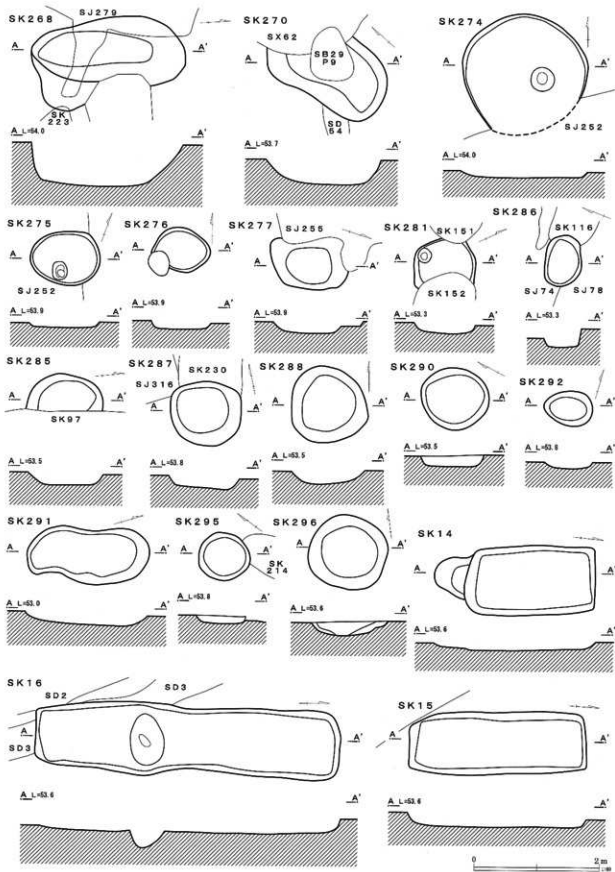 SK268 SJ279
A A'
SK
223
A L=54.0 A'
SK270
SX62
SB29
P9
A A'
SD
64
A L=53.7 A'
SK274
A A'
SJ252
A L=54.0 A'
SK275
A A'
SJ252
A L=53.9 A'
SK276
A A'
A L=53.9 A'
SK277
SJ255
A A'
A L=53.9 A'
SK281 SK151
A A'
SK152
A L=53.3 A'
SK286
SK116
A A'
SJ74 SJ78
A L=53.3 A'
SK285
A A'
SK97
A L=53.5 A'
SK287
SK230
SJ316
A A'
A L=53.8 A'
SK288
A A'
A L=53.5 A'
SK290
A A'
A L=53.5 A'
SK292
A A'
A L=53.8 A'
SK291
A A'
A L=53.0 A'
SK295
A A'
SK
214
A L=53.8 A'
SK296
A A'
A L=53.6 A'
SK14
A A'
A L=53.6 A'
SK16
SD2 SD3
A A'
SD3
A L=53.6 A'
SK15
A A'
A L=53.6 A'
0 2m